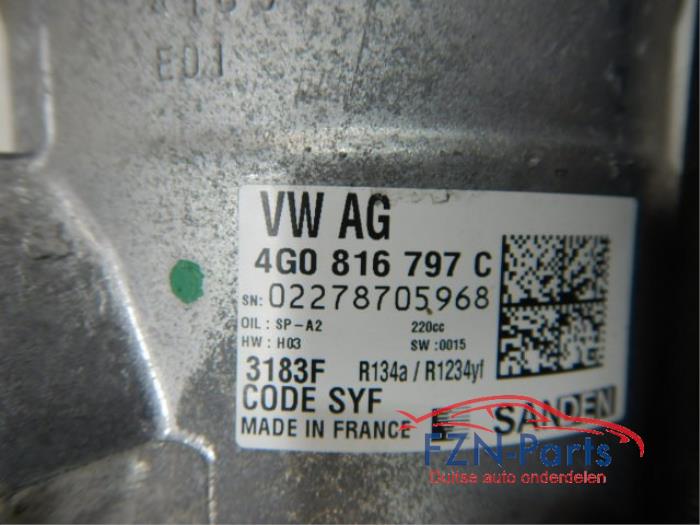 E01
VW AG
4G0 816 797 C
SN: 02278705968
OIL : SP-A2 220cc
HW : H03 SW :0015
3183F R134a / R1234yf
CODE SYF
MADE IN FRANCE SANDEN
FZN-Parts
Duitse auto onderdelen